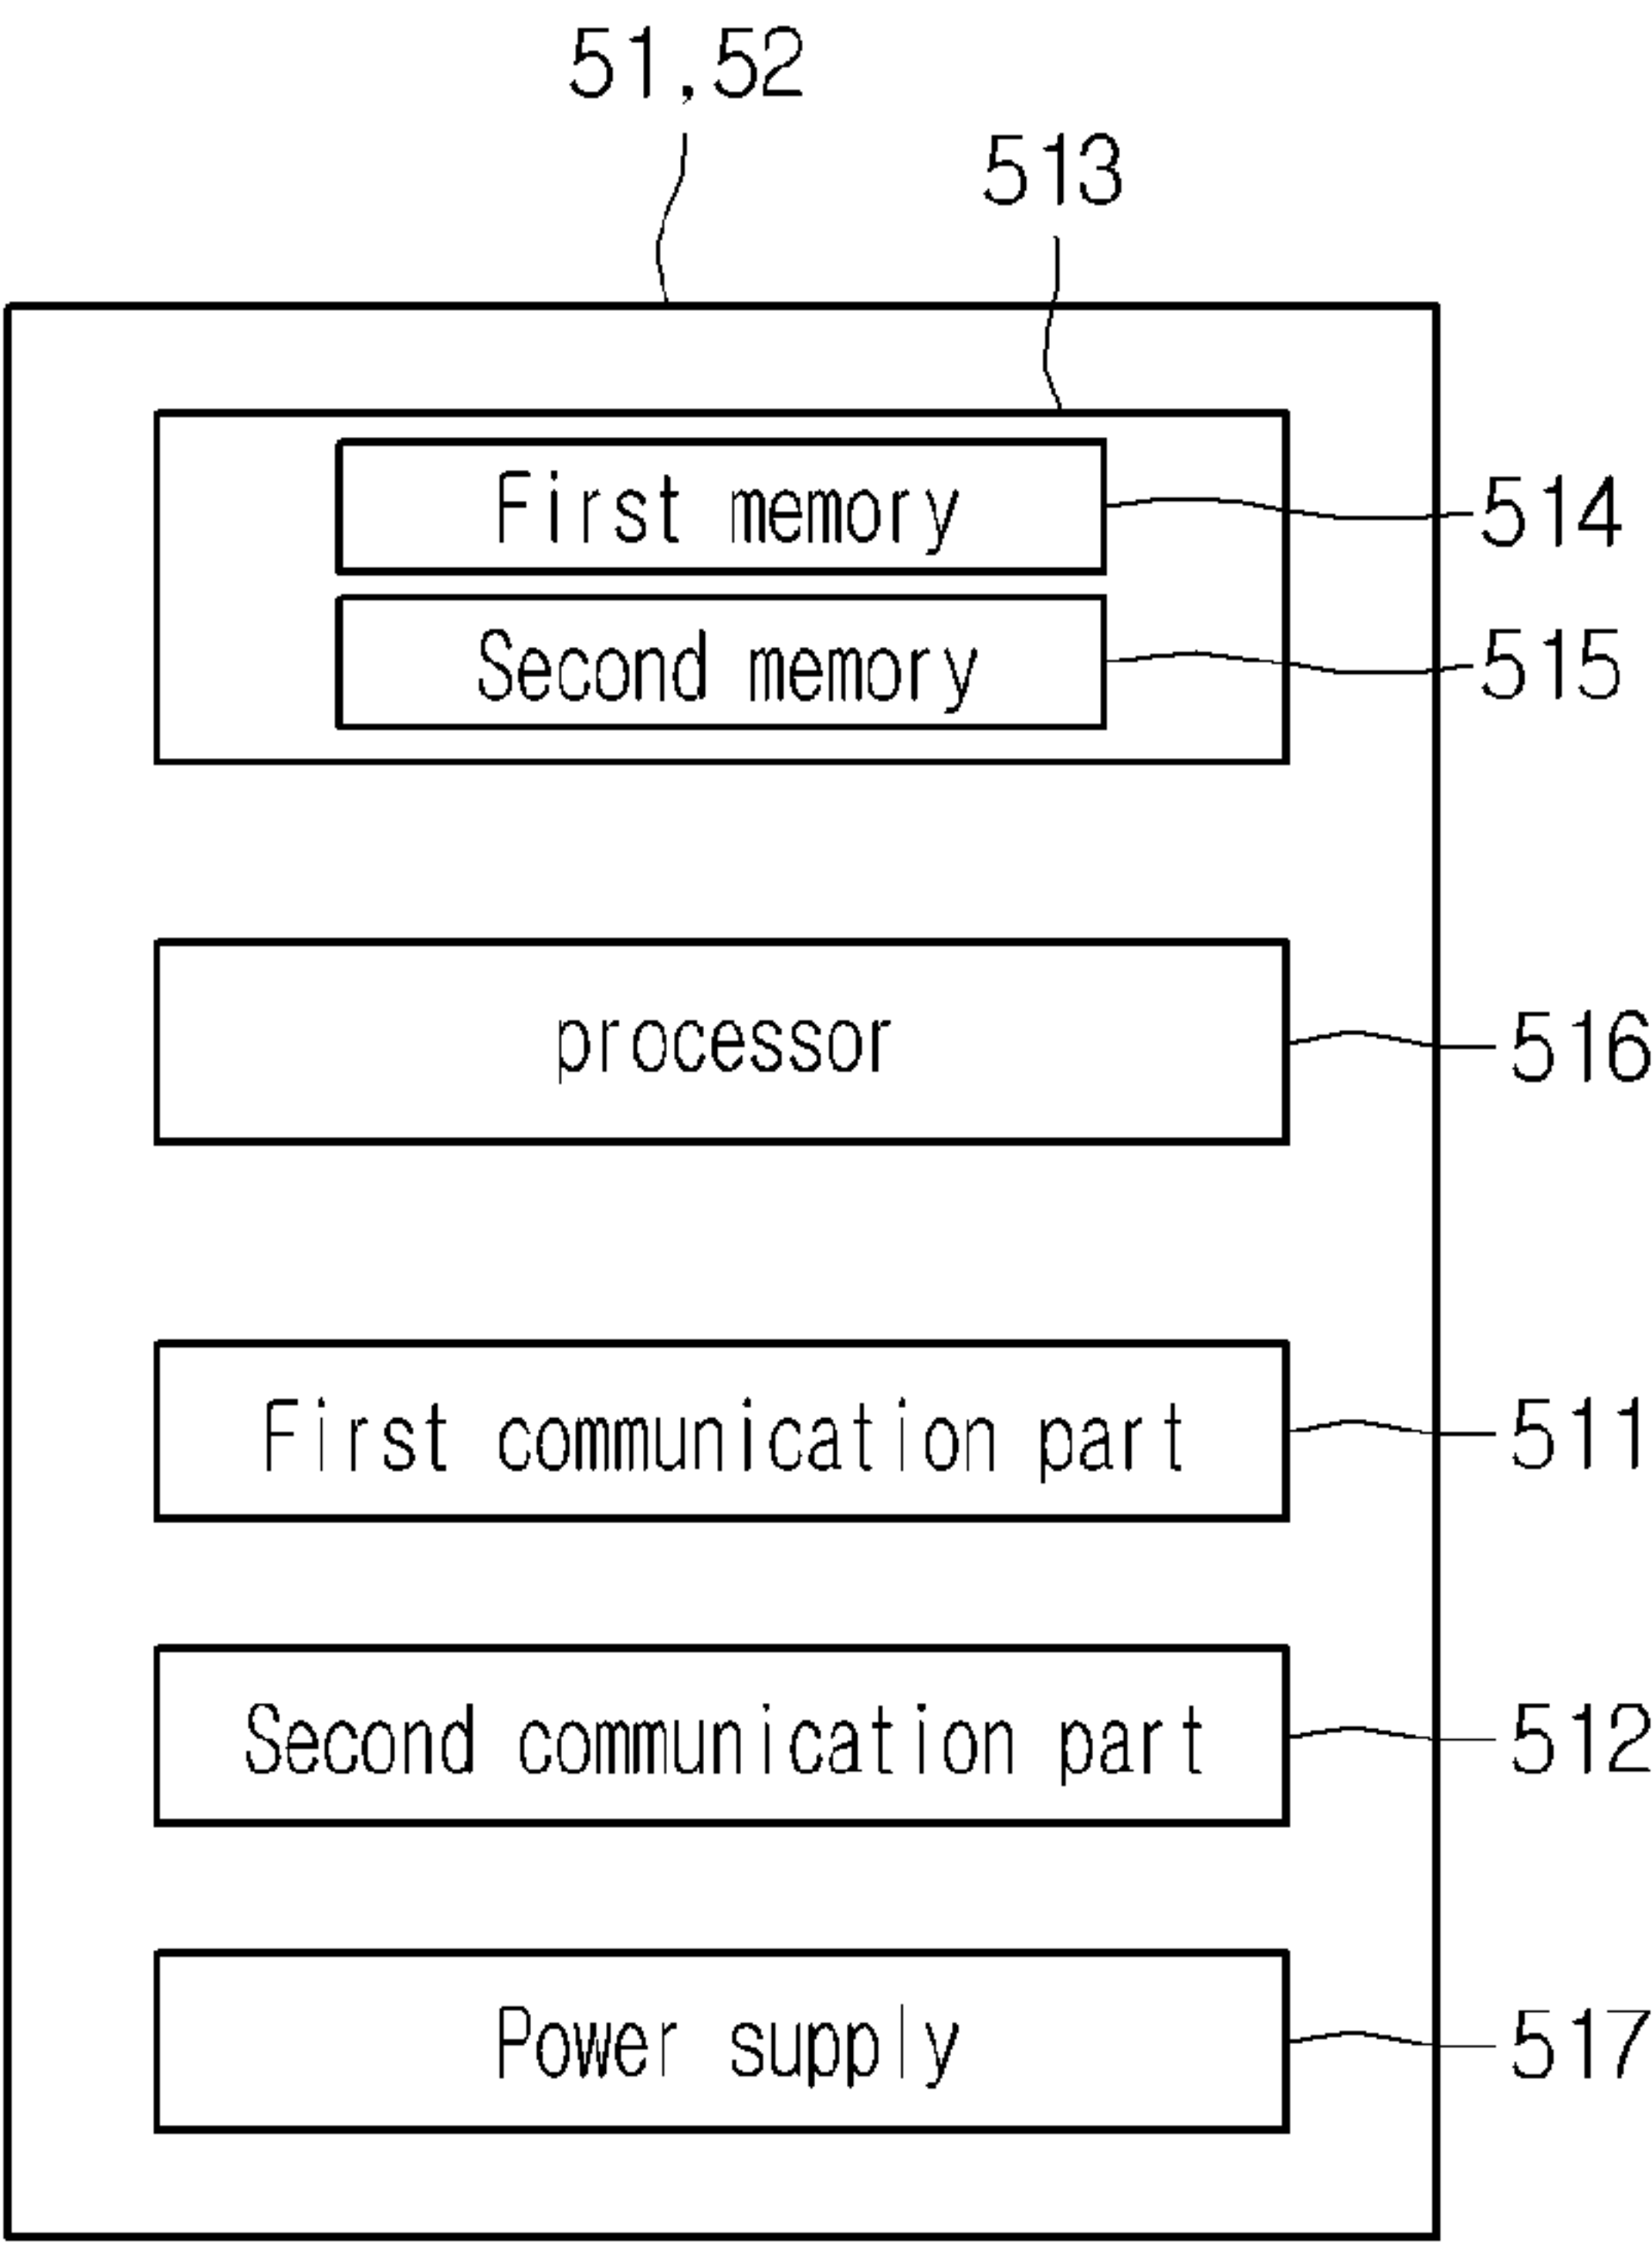 51,52
513
First memory 514
Second memory 515
processor 516
First communication part 511
Second communication part 512
Power supply 517